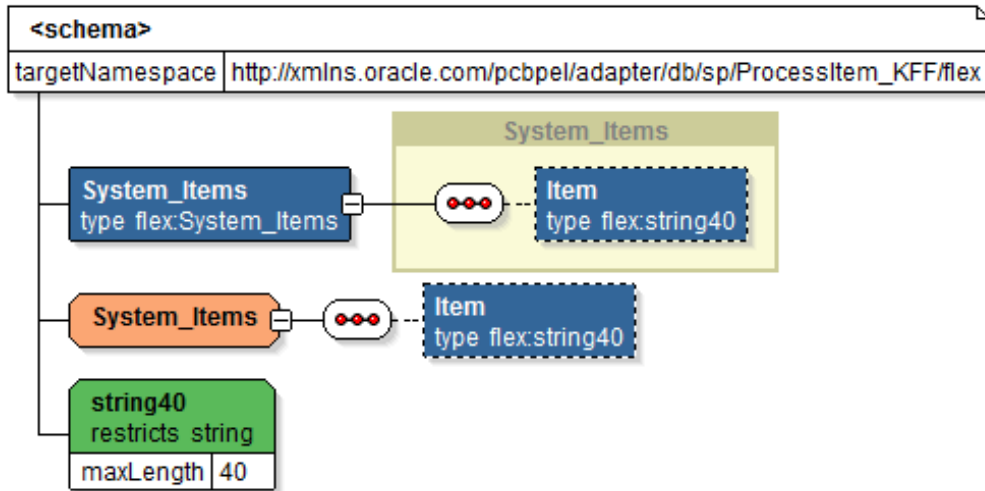 <schema>
targetNamespace http://xmlns.oracle.com/pcbpel/adapter/db/sp/ProcessItem_KFF/flex
System_Items
System_Items
type flex:System_Items
Item
type flex:string40
System_Items
Item
type flex:string40
string40
restricts string
maxLength 40